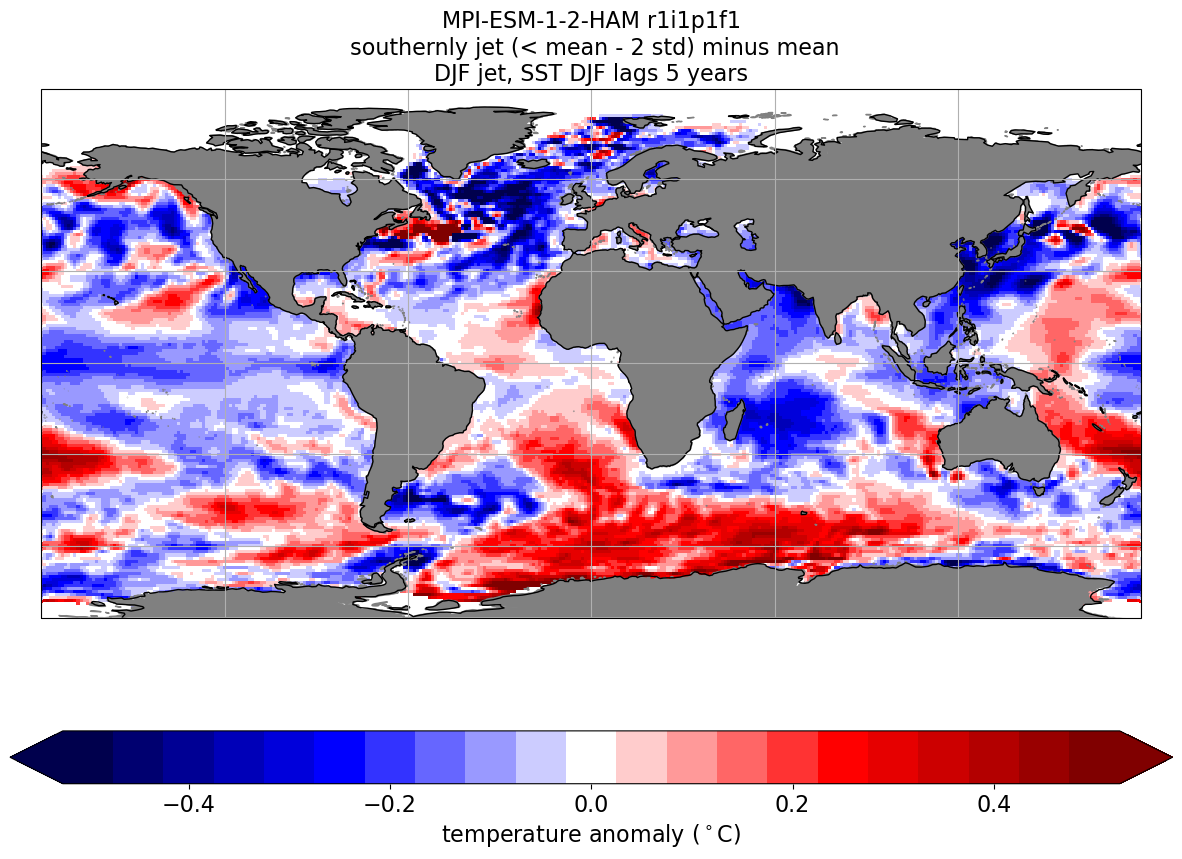 MPI-ESM-1-2-HAM r1i1p1f1
southernly jet (< mean - 2 std) minus mean
DJF jet, SST DJF lags 5 years
−0.4 −0.2 0.0 0.2 0.4
temperature anomaly (°C)